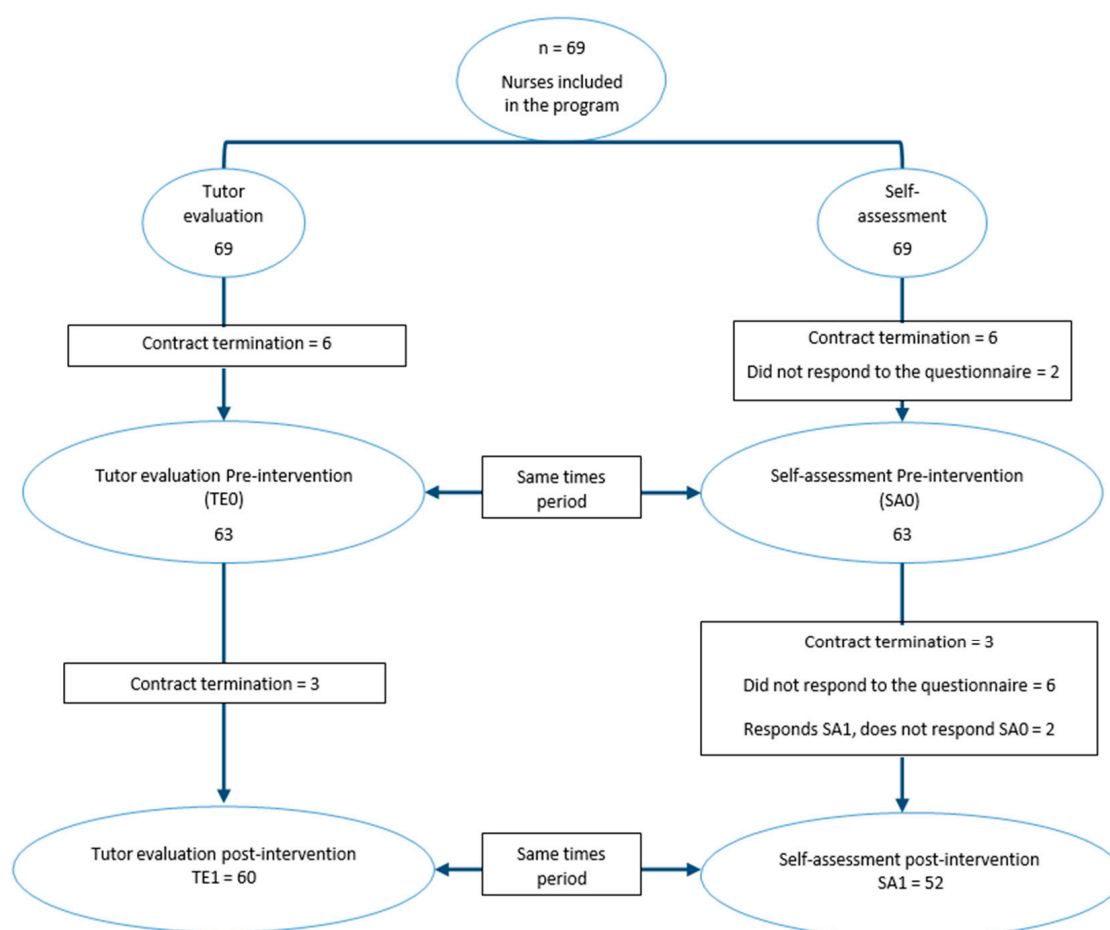 n = 69
Nurses included
in the program
Tutor
evaluation
69
Self-
assessment
69
Contract termination = 6
Contract termination = 6
Did not respond to the questionnaire = 2
Tutor evaluation Pre-intervention
(TE0)
63
Same times
period
Self-assessment Pre-intervention
(SA0)
63
Contract termination = 3
Contract termination = 3
Did not respond to the questionnaire = 6
Responds SA1, does not respond SA0 = 2
Tutor evaluation post-intervention
TE1 = 60
Same times
period
Self-assessment post-intervention
SA1 = 52